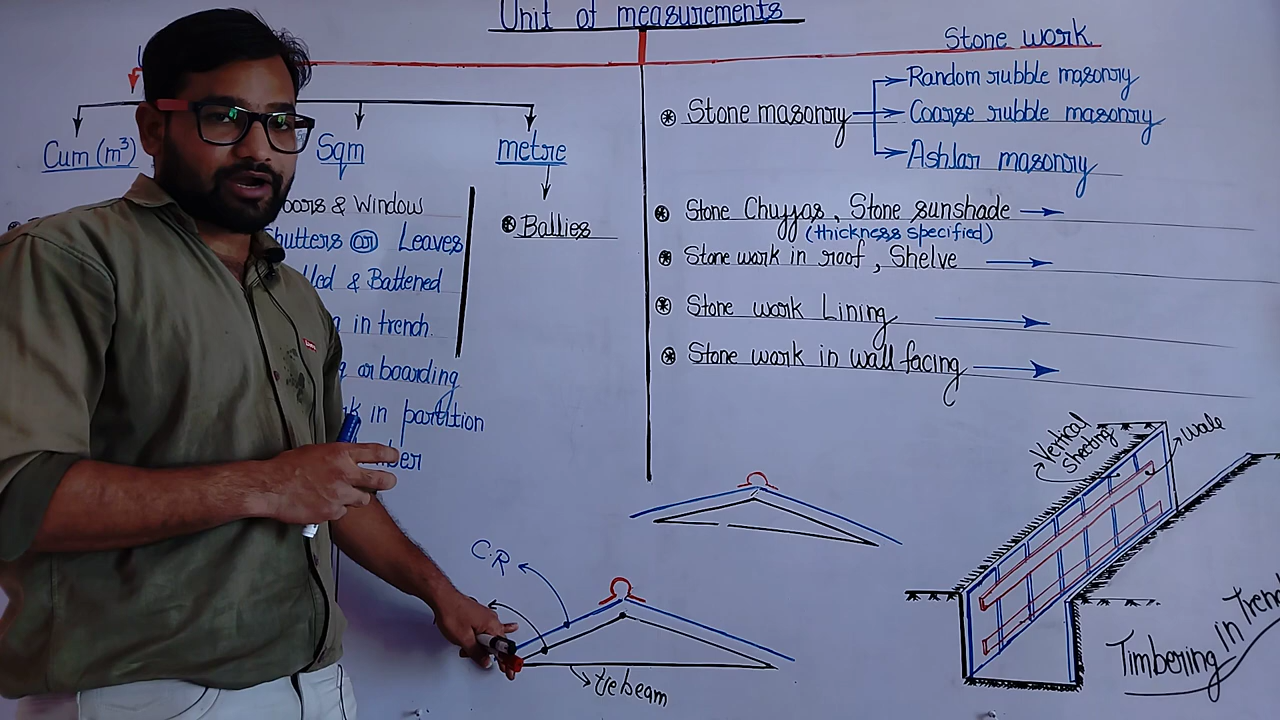 Unit of measurements
Cum (m³)
Sqm
metre
Doors & Window
Shutters or Leaves
& Battened
in trench
or boarding
in partition
Ballies
Stone work
Stone masonry
Random rubble masonry
Coarse rubble masonry
Ashlar masonry
Stone Chujjas, Stone sunshade
(thickness specified)
Stone work in roof, Shelve
Stone work Lining
Stone work in wall facing
C.R
tie beam
Vertical
sheeting
wale
Timbering in Trend